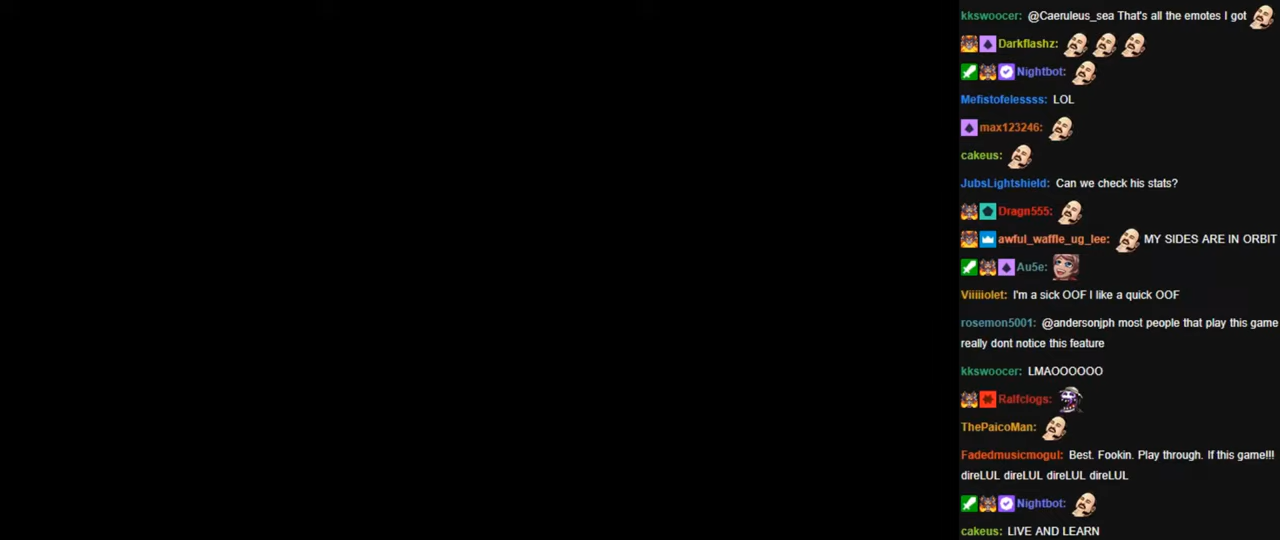 kkswoocer: @Caeruleus_sea That's all the emotes I got
Darkflashz:
Nightbot:
Mefistofelessss: LOL
max123246:
cakeus:
JubsLightshield: Can we check his stats?
Dragn555:
awful_waffle_ug_lee: MY SIDES ARE IN ORBIT
Au5e:
Viiiiiolet: I'm a sick OOF I like a quick OOF
rosemon5001: @andersonjph most people that play this game
really dont notice this feature
kkswoocer: LMAOOOOOO
Ralfclogs:
ThePaicoMan:
Fadedmusicmogul: Best. Fookin. Play through. If this game!!!
direLUL direLUL direLUL direLUL
Nightbot:
cakeus: LIVE AND LEARN